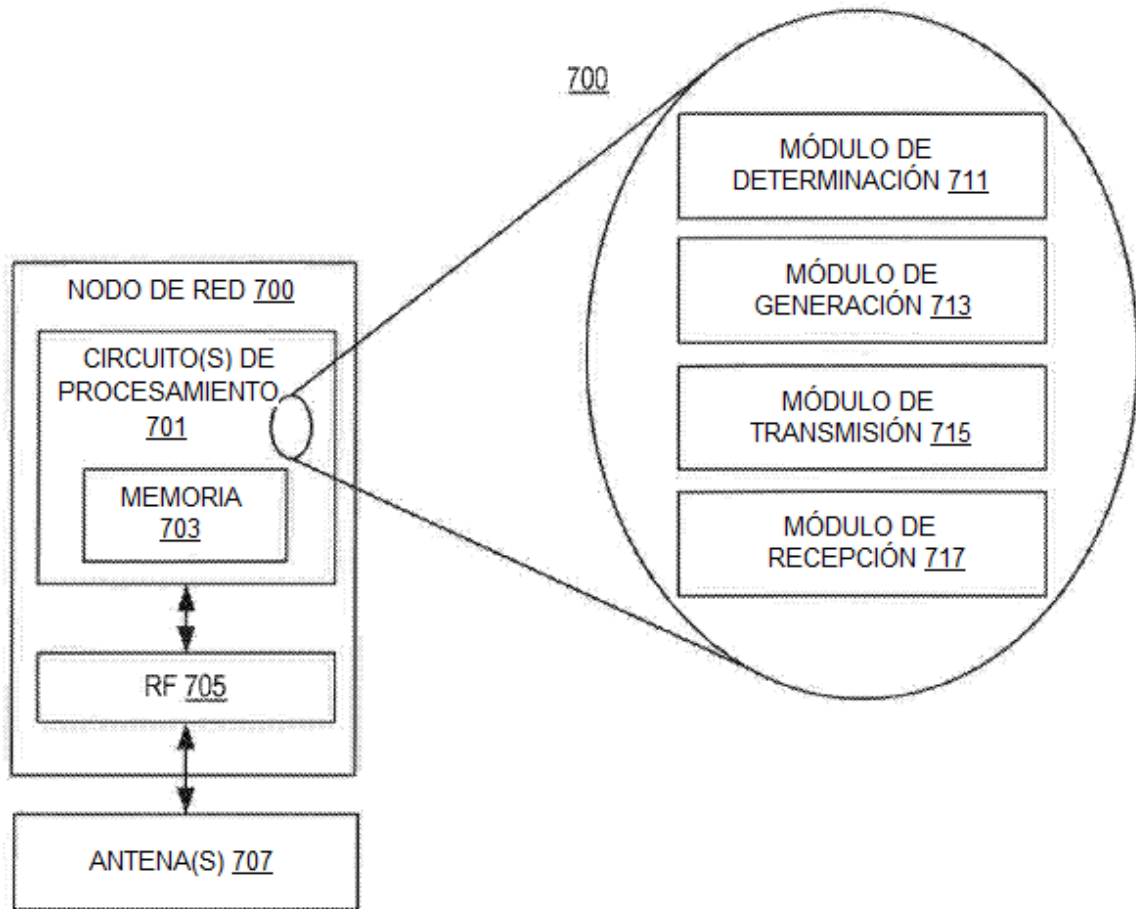 700
MÓDULO DE
DETERMINACIÓN 711
MÓDULO DE
GENERACIÓN 713
MÓDULO DE
TRANSMISIÓN 715
MÓDULO DE
RECEPCIÓN 717
NODO DE RED 700
CIRCUITO(S) DE
PROCESAMIENTO
701
MEMORIA
703
RF 705
ANTENA(S) 707